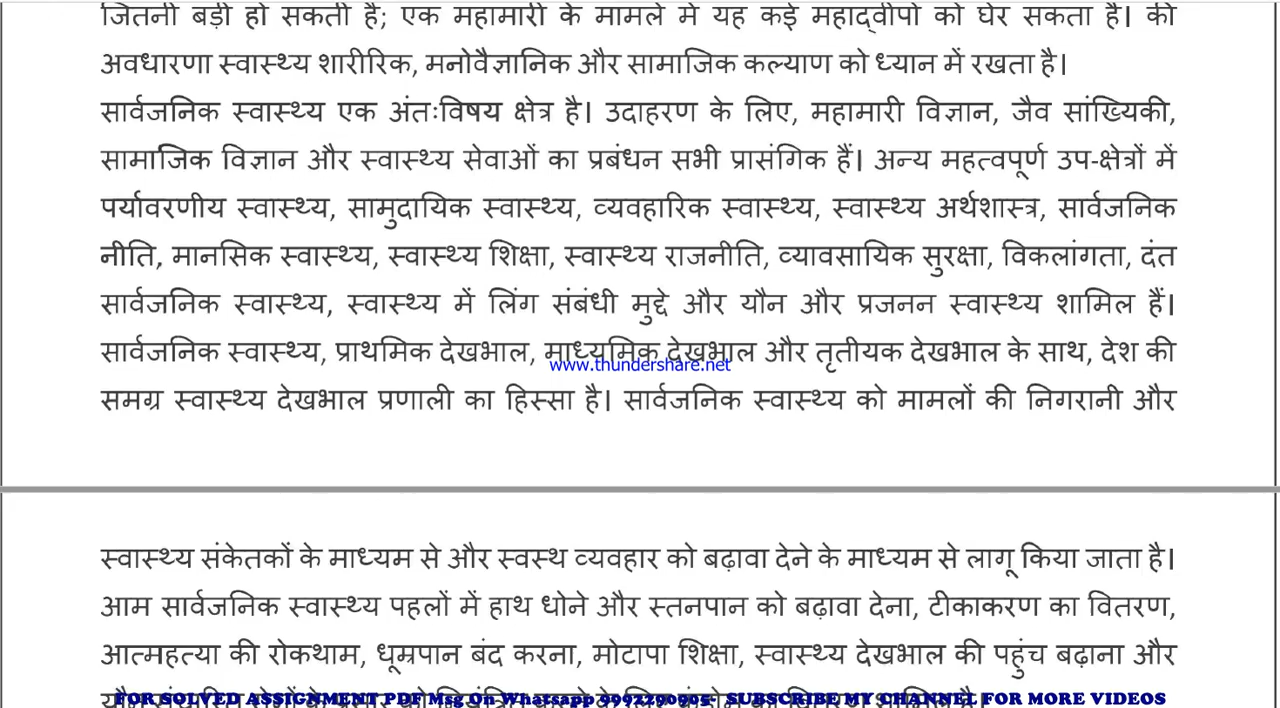 जितनी बड़ी हो सकती है; एक महामारी के मामले में यह कई महाद्वीपों को घेर सकता है। की
अवधारणा स्वास्थ्य शारीरिक, मनोवैज्ञानिक और सामाजिक कल्याण को ध्यान में रखता है।
सार्वजनिक स्वास्थ्य एक अंतःविषय क्षेत्र है। उदाहरण के लिए, महामारी विज्ञान, जैव सांख्यिकी,
सामाजिक विज्ञान और स्वास्थ्य सेवाओं का प्रबंधन सभी प्रासंगिक हैं। अन्य महत्वपूर्ण उप-क्षेत्रों में
पर्यावरणीय स्वास्थ्य, सामुदायिक स्वास्थ्य, व्यवहारिक स्वास्थ्य, स्वास्थ्य अर्थशास्त्र, सार्वजनिक
नीति, मानसिक स्वास्थ्य, स्वास्थ्य शिक्षा, स्वास्थ्य राजनीति, व्यावसायिक सुरक्षा, विकलांगता, दंत
सार्वजनिक स्वास्थ्य, स्वास्थ्य में लिंग संबंधी मुद्दे और यौन और प्रजनन स्वास्थ्य शामिल हैं।
सार्वजनिक स्वास्थ्य, प्राथमिक देखभाल, माध्यमिक देखभाल और तृतीयक देखभाल के साथ, देश की
www.thundershare.net
समग्र स्वास्थ्य देखभाल प्रणाली का हिस्सा है। सार्वजनिक स्वास्थ्य को मामलों की निगरानी और
स्वास्थ्य संकेतकों के माध्यम से और स्वस्थ व्यवहार को बढ़ावा देने के माध्यम से लागू किया जाता है।
आम सार्वजनिक स्वास्थ्य पहलों में हाथ धोने और स्तनपान को बढ़ावा देना, टीकाकरण का वितरण,
आत्महत्या की रोकथाम, धूम्रपान बंद करना, मोटापा शिक्षा, स्वास्थ्य देखभाल की पहुंच बढ़ाना और
FOR SOLVED ASSIGNMENT PDF Msg On Whatsapp 9992290905- SUBSCRIBE MY CHANNEL FOR MORE VIDEOS